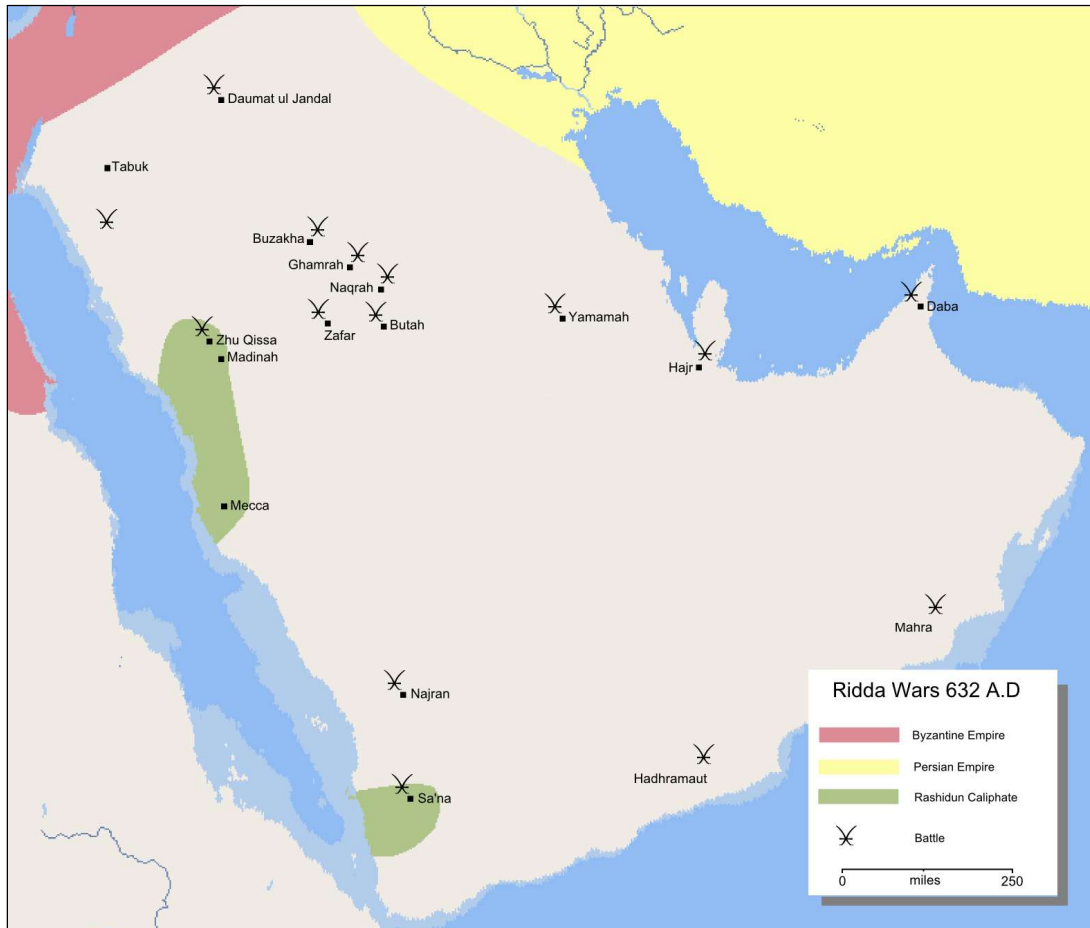 Daumat ul Jandal
Tabuk
Buzakha
Ghamrah
Naqrah
Zafar
Butah
Yamamah
Daba
Zhu Qissa
Madinah
Hajr
Mecca
Mahra
Najran
Hadhramaut
Sa'na
Ridda Wars 632 A.D
Byzantine Empire
Persian Empire
Rashidun Caliphate
Battle
0 miles 250